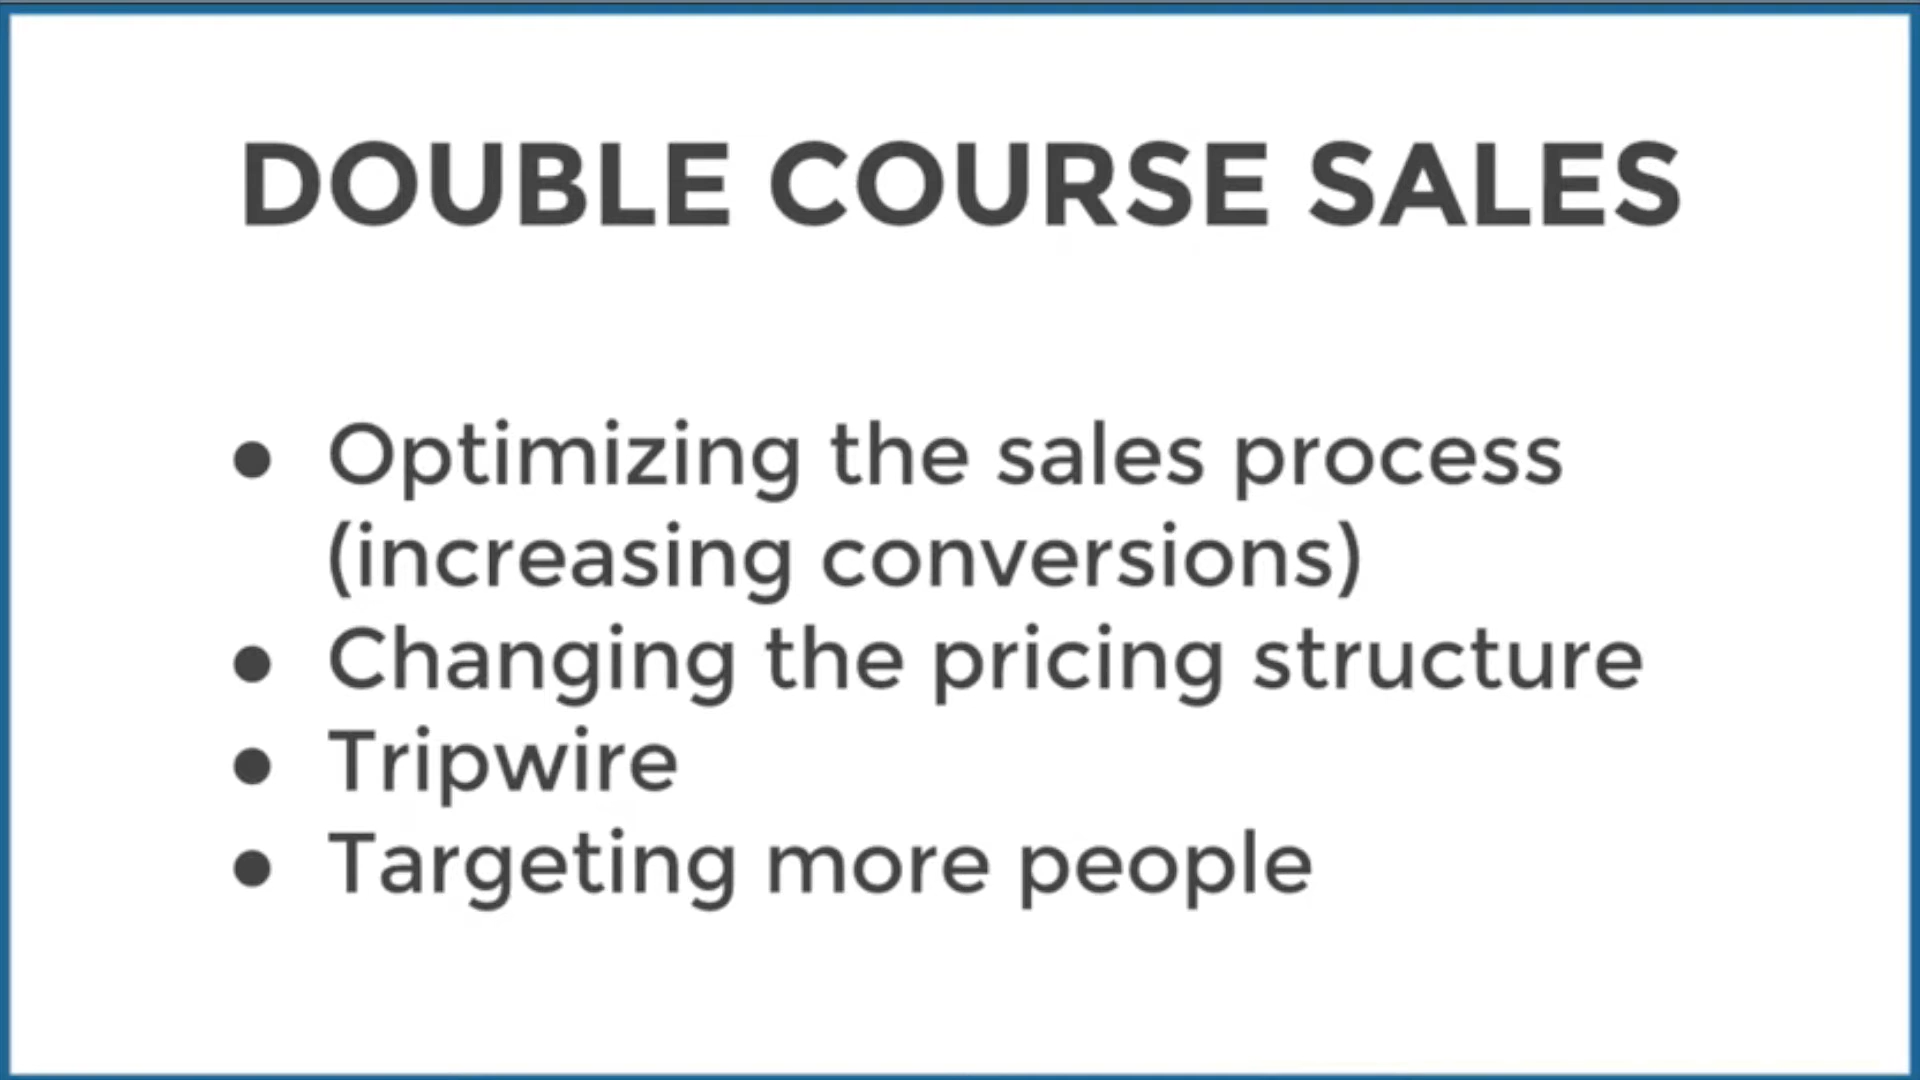 DOUBLE COURSE SALES
● Optimizing the sales process
(increasing conversions)
● Changing the pricing structure
● Tripwire
● Targeting more people